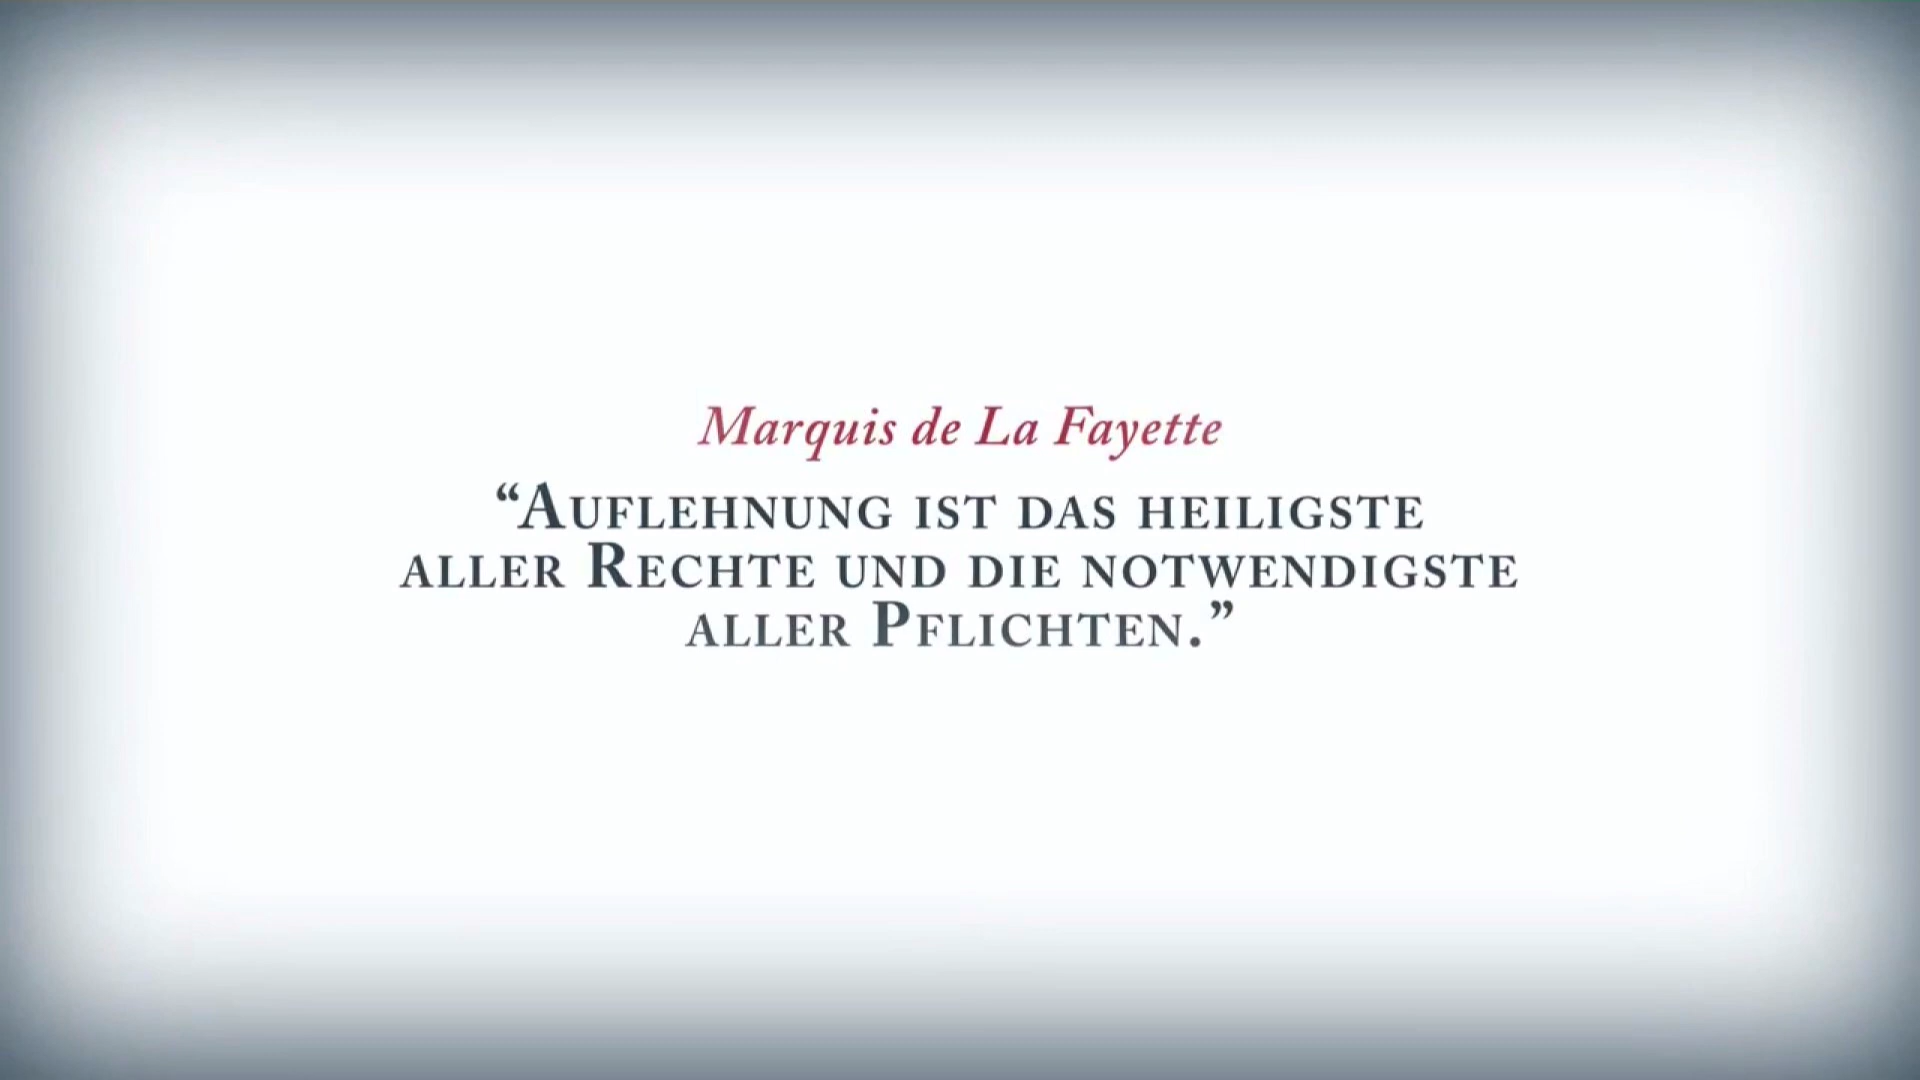 Marquis de La Fayette
“Auflehnung ist das heiligste
aller Rechte und die notwendigste
aller Pflichten.”